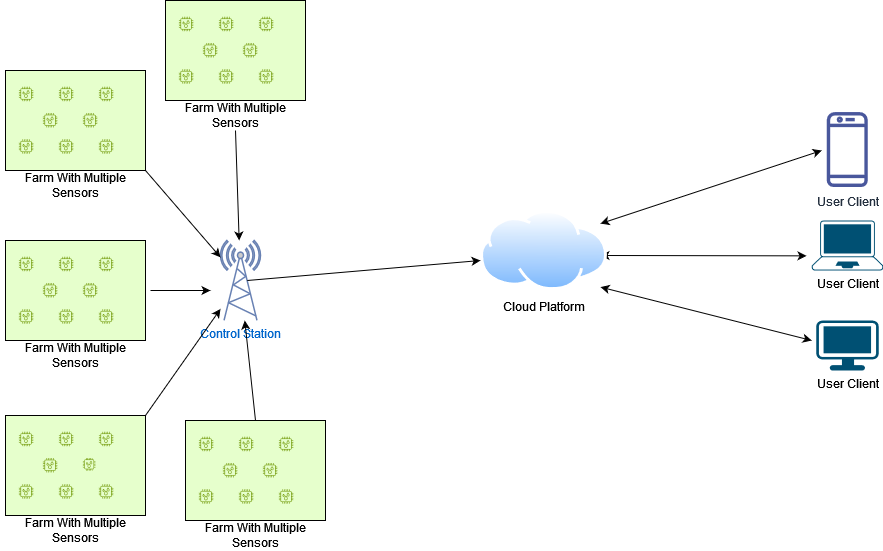 Farm With Multiple
Sensors
Farm With Multiple
Sensors
User Client
Farm With Multiple
Sensors
Control Station
Cloud Platform
User Client
User Client
Farm With Multiple
Sensors
Farm With Multiple
Sensors